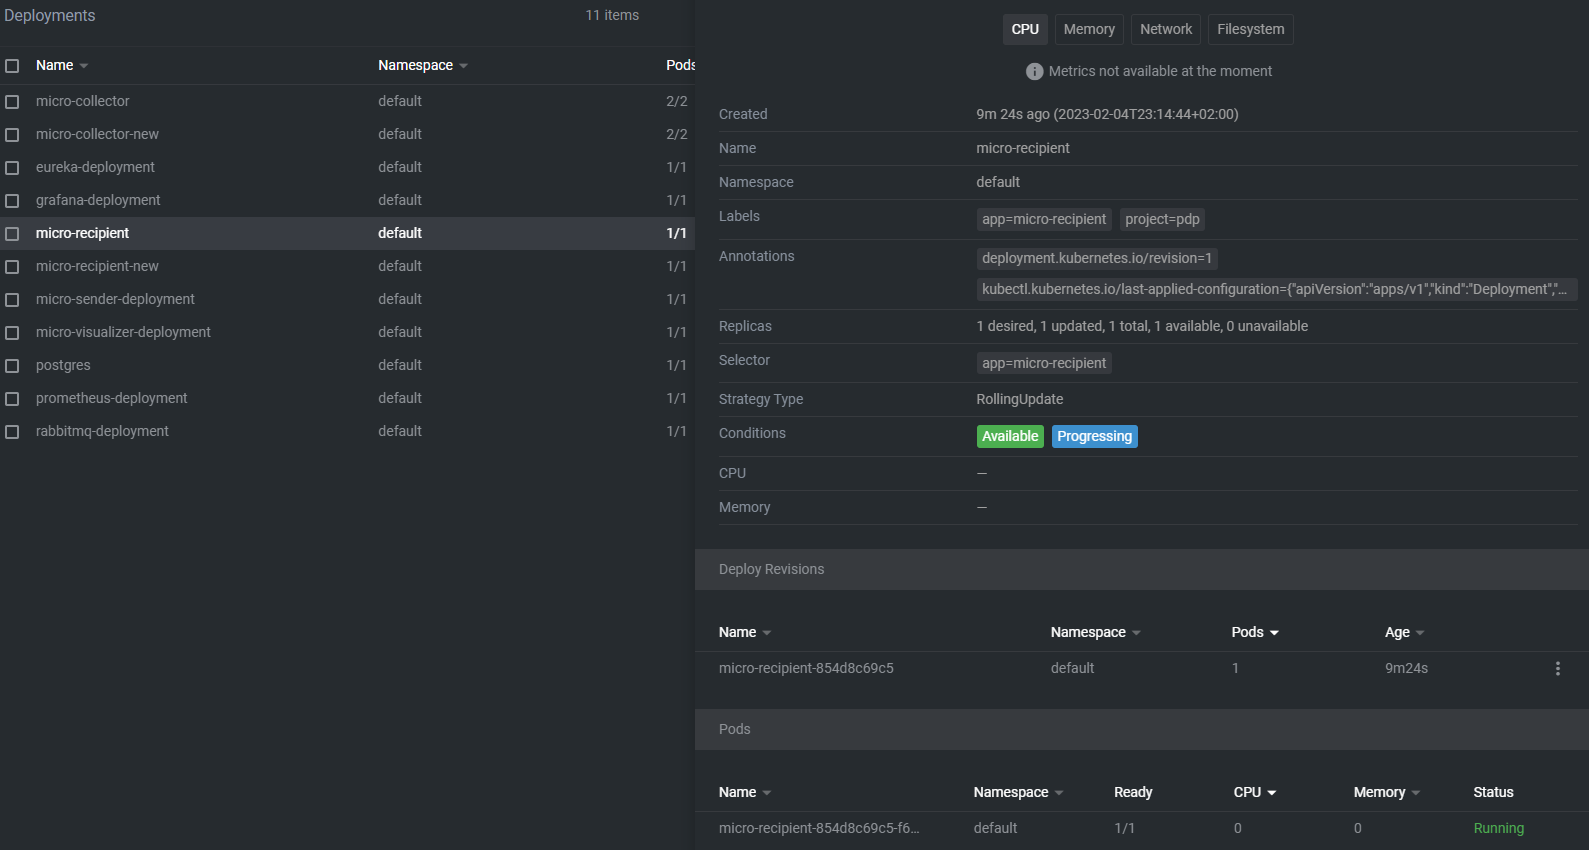 Deployments 11 items
Name Namespace Pods
micro-collector default 2/2
micro-collector-new default 2/2
eureka-deployment default 1/1
grafana-deployment default 1/1
micro-recipient default 1/1
micro-recipient-new default 1/1
micro-sender-deployment default 1/1
micro-visualizer-deployment default 1/1
postgres default 1/1
prometheus-deployment default 1/1
rabbitmq-deployment default 1/1
CPU Memory Network Filesystem
Metrics not available at the moment
Created 9m 24s ago (2023-02-04T23:14:44+02:00)
Name micro-recipient
Namespace default
Labels app=micro-recipient project=pdp
Annotations deployment.kubernetes.io/revision=1
kubectl.kubernetes.io/last-applied-configuration={"apiVersion":"apps/v1","kind":"Deployment","...
Replicas 1 desired, 1 updated, 1 total, 1 available, 0 unavailable
Selector app=micro-recipient
Strategy Type RollingUpdate
Conditions Available Progressing
CPU —
Memory —
Deploy Revisions
Name Namespace Pods Age
micro-recipient-854d8c69c5 default 1 9m24s
Pods
Name Namespace Ready CPU Memory Status
micro-recipient-854d8c69c5-f6... default 1/1 0 0 Running